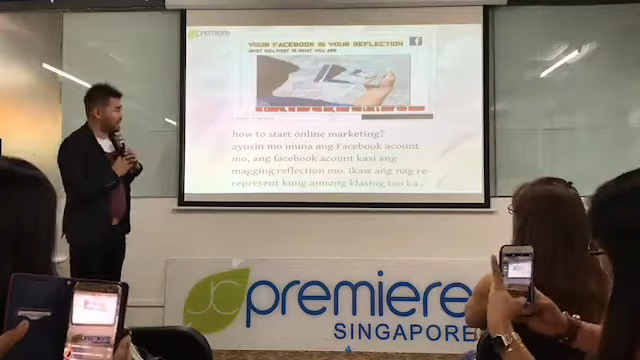 premiere
YOUR FACEBOOK IS YOUR REFLECTION
WHAT YOU POST IS WHAT YOU ARE
how to start online marketing?
ayusin mo muna ang Facebook acount
mo, ang facebook acount kasi ang
magging reflection mo. ikaw ang nag re-
represent kung annong klasing tao ka..
JC premiere
SINGAPORE